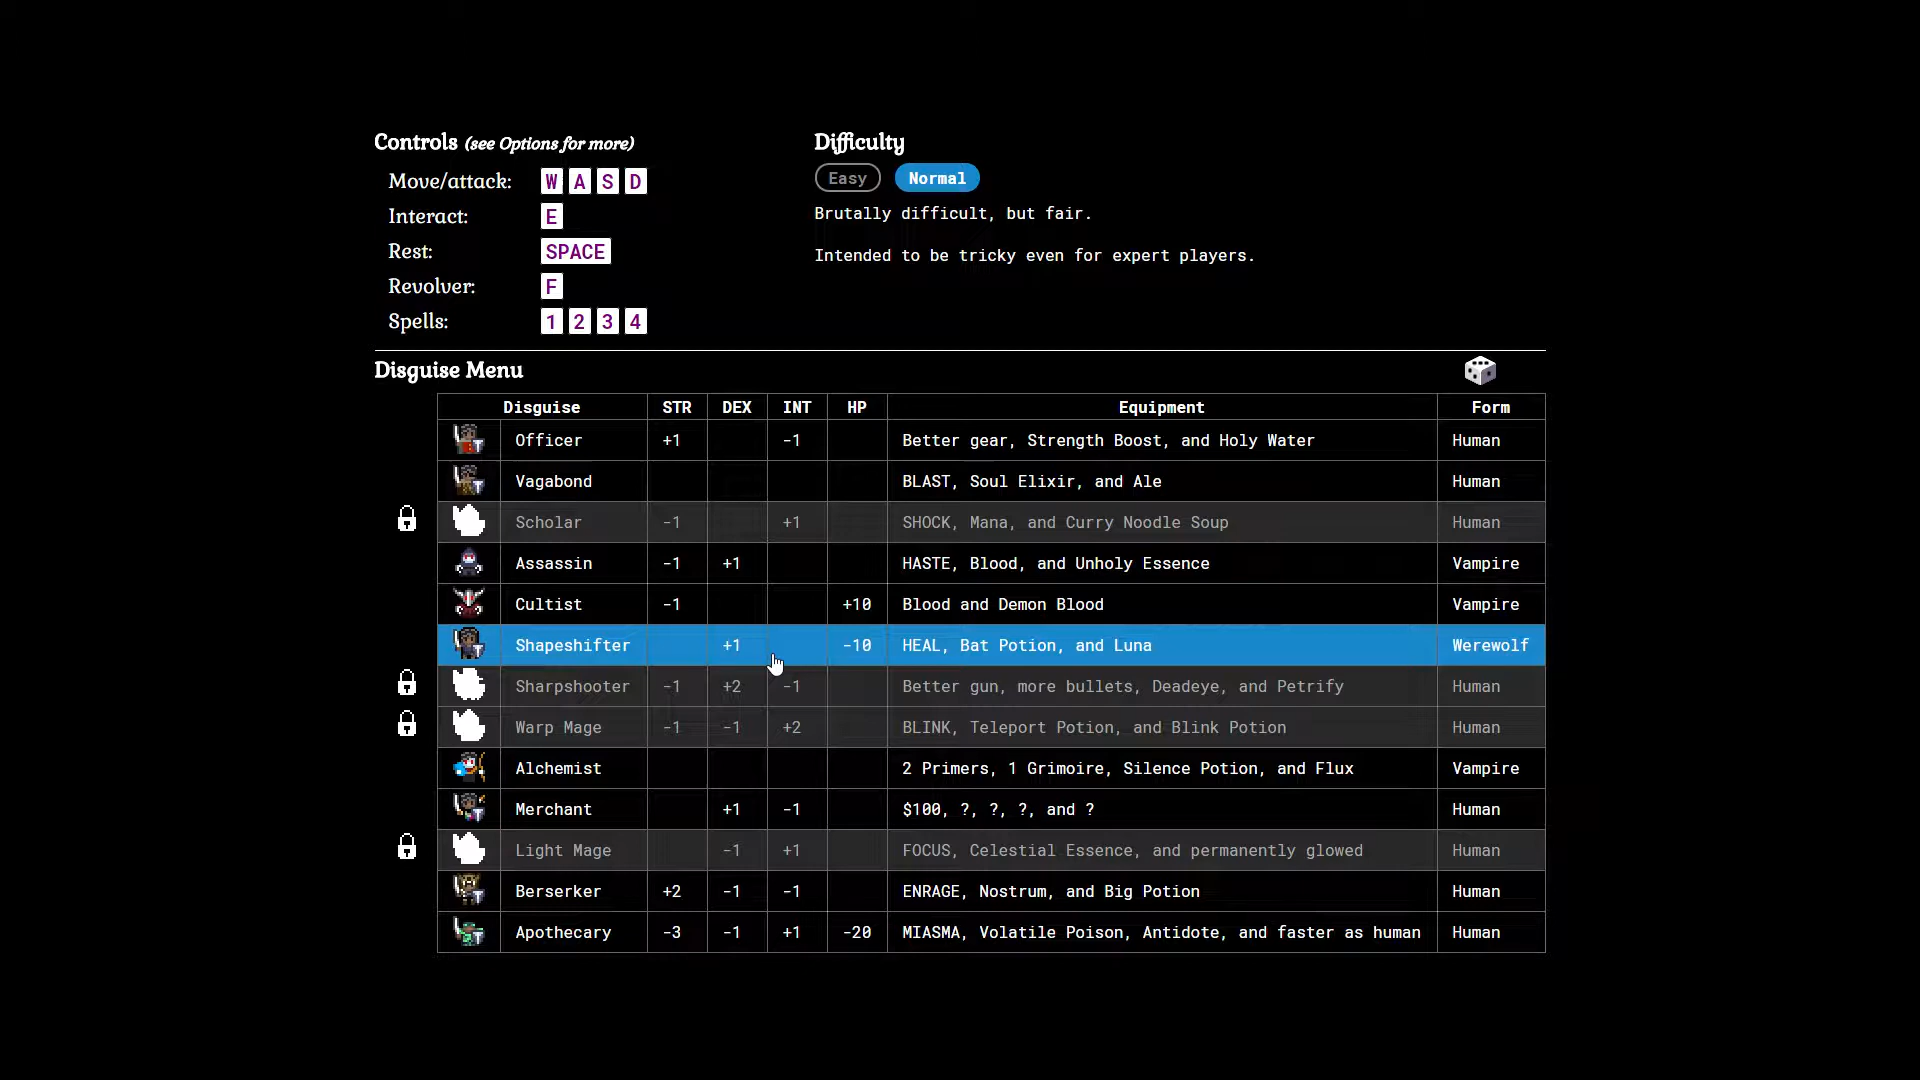 Controls (see Options for more)
Move/attack: W A S D
Interact: E
Rest: SPACE
Revolver: F
Spells: 1 2 3 4
Difficulty
Easy Normal
Brutally difficult, but fair.
Intended to be tricky even for expert players.
Disguise Menu
Disguise STR DEX INT HP Equipment Form
Officer +1 -1 Better gear, Strength Boost, and Holy Water Human
Vagabond BLAST, Soul Elixir, and Ale Human
Scholar -1 +1 SHOCK, Mana, and Curry Noodle Soup Human
Assassin -1 +1 HASTE, Blood, and Unholy Essence Vampire
Cultist -1 +10 Blood and Demon Blood Vampire
Shapeshifter +1 -10 HEAL, Bat Potion, and Luna Werewolf
Sharpshooter -1 +2 -1 Better gun, more bullets, Deadeye, and Petrify Human
Warp Mage -1 -1 +2 BLINK, Teleport Potion, and Blink Potion Human
Alchemist 2 Primers, 1 Grimoire, Silence Potion, and Flux Vampire
Merchant +1 -1 $100, ?, ?, ?, and ? Human
Light Mage -1 +1 FOCUS, Celestial Essence, and permanently glowed Human
Berserker +2 -1 -1 ENRAGE, Nostrum, and Big Potion Human
Apothecary -3 -1 +1 -20 MIASMA, Volatile Poison, Antidote, and faster as human Human